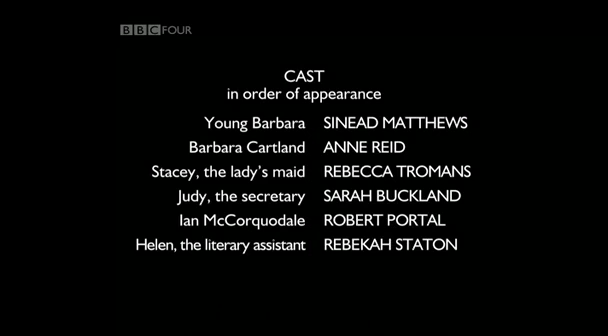 BBC FOUR
CAST
in order of appearance
Young Barbara SINEAD MATTHEWS
Barbara Cartland ANNE REID
Stacey, the lady's maid REBECCA TROMANS
Judy, the secretary SARAH BUCKLAND
Ian McCorquodale ROBERT PORTAL
Helen, the literary assistant REBEKAH STATON